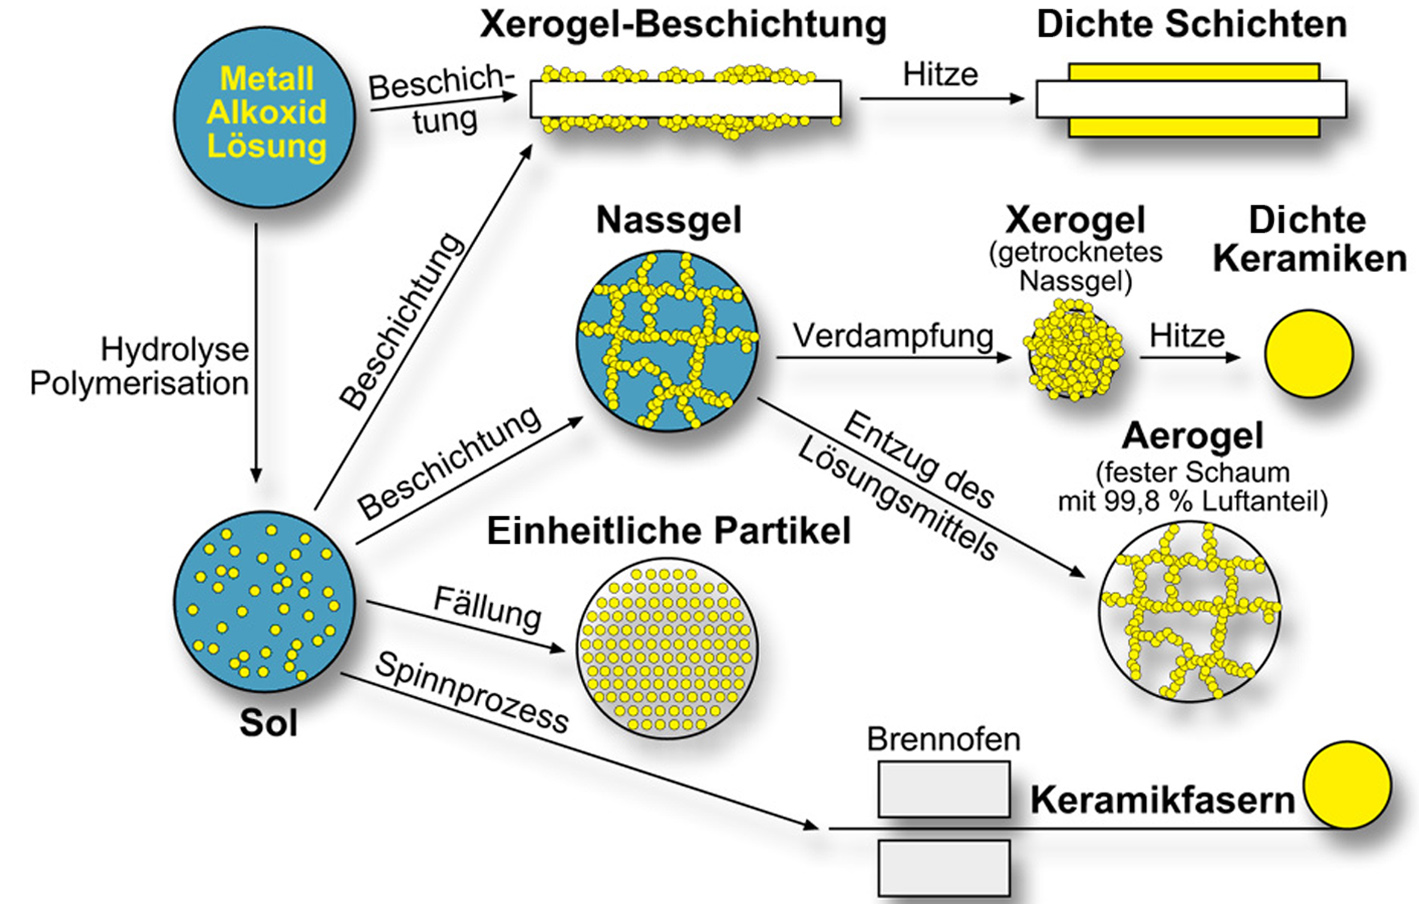 Xerogel-Beschichtung
Dichte Schichten
Metall
Alkoxid
Lösung
Beschich-
tung
Hitze
Nassgel
Xerogel
(getrocknetes
Nassgel)
Dichte
Keramiken
Hydrolyse
Polymerisation
Beschichtung
Verdampfung
Hitze
Beschichtung
Entzug des
Lösungsmittels
Aerogel
(fester Schaum
mit 99,8 % Luftanteil)
Einheitliche Partikel
Fällung
Spinnprozess
Sol
Brennofen
Keramikfasern